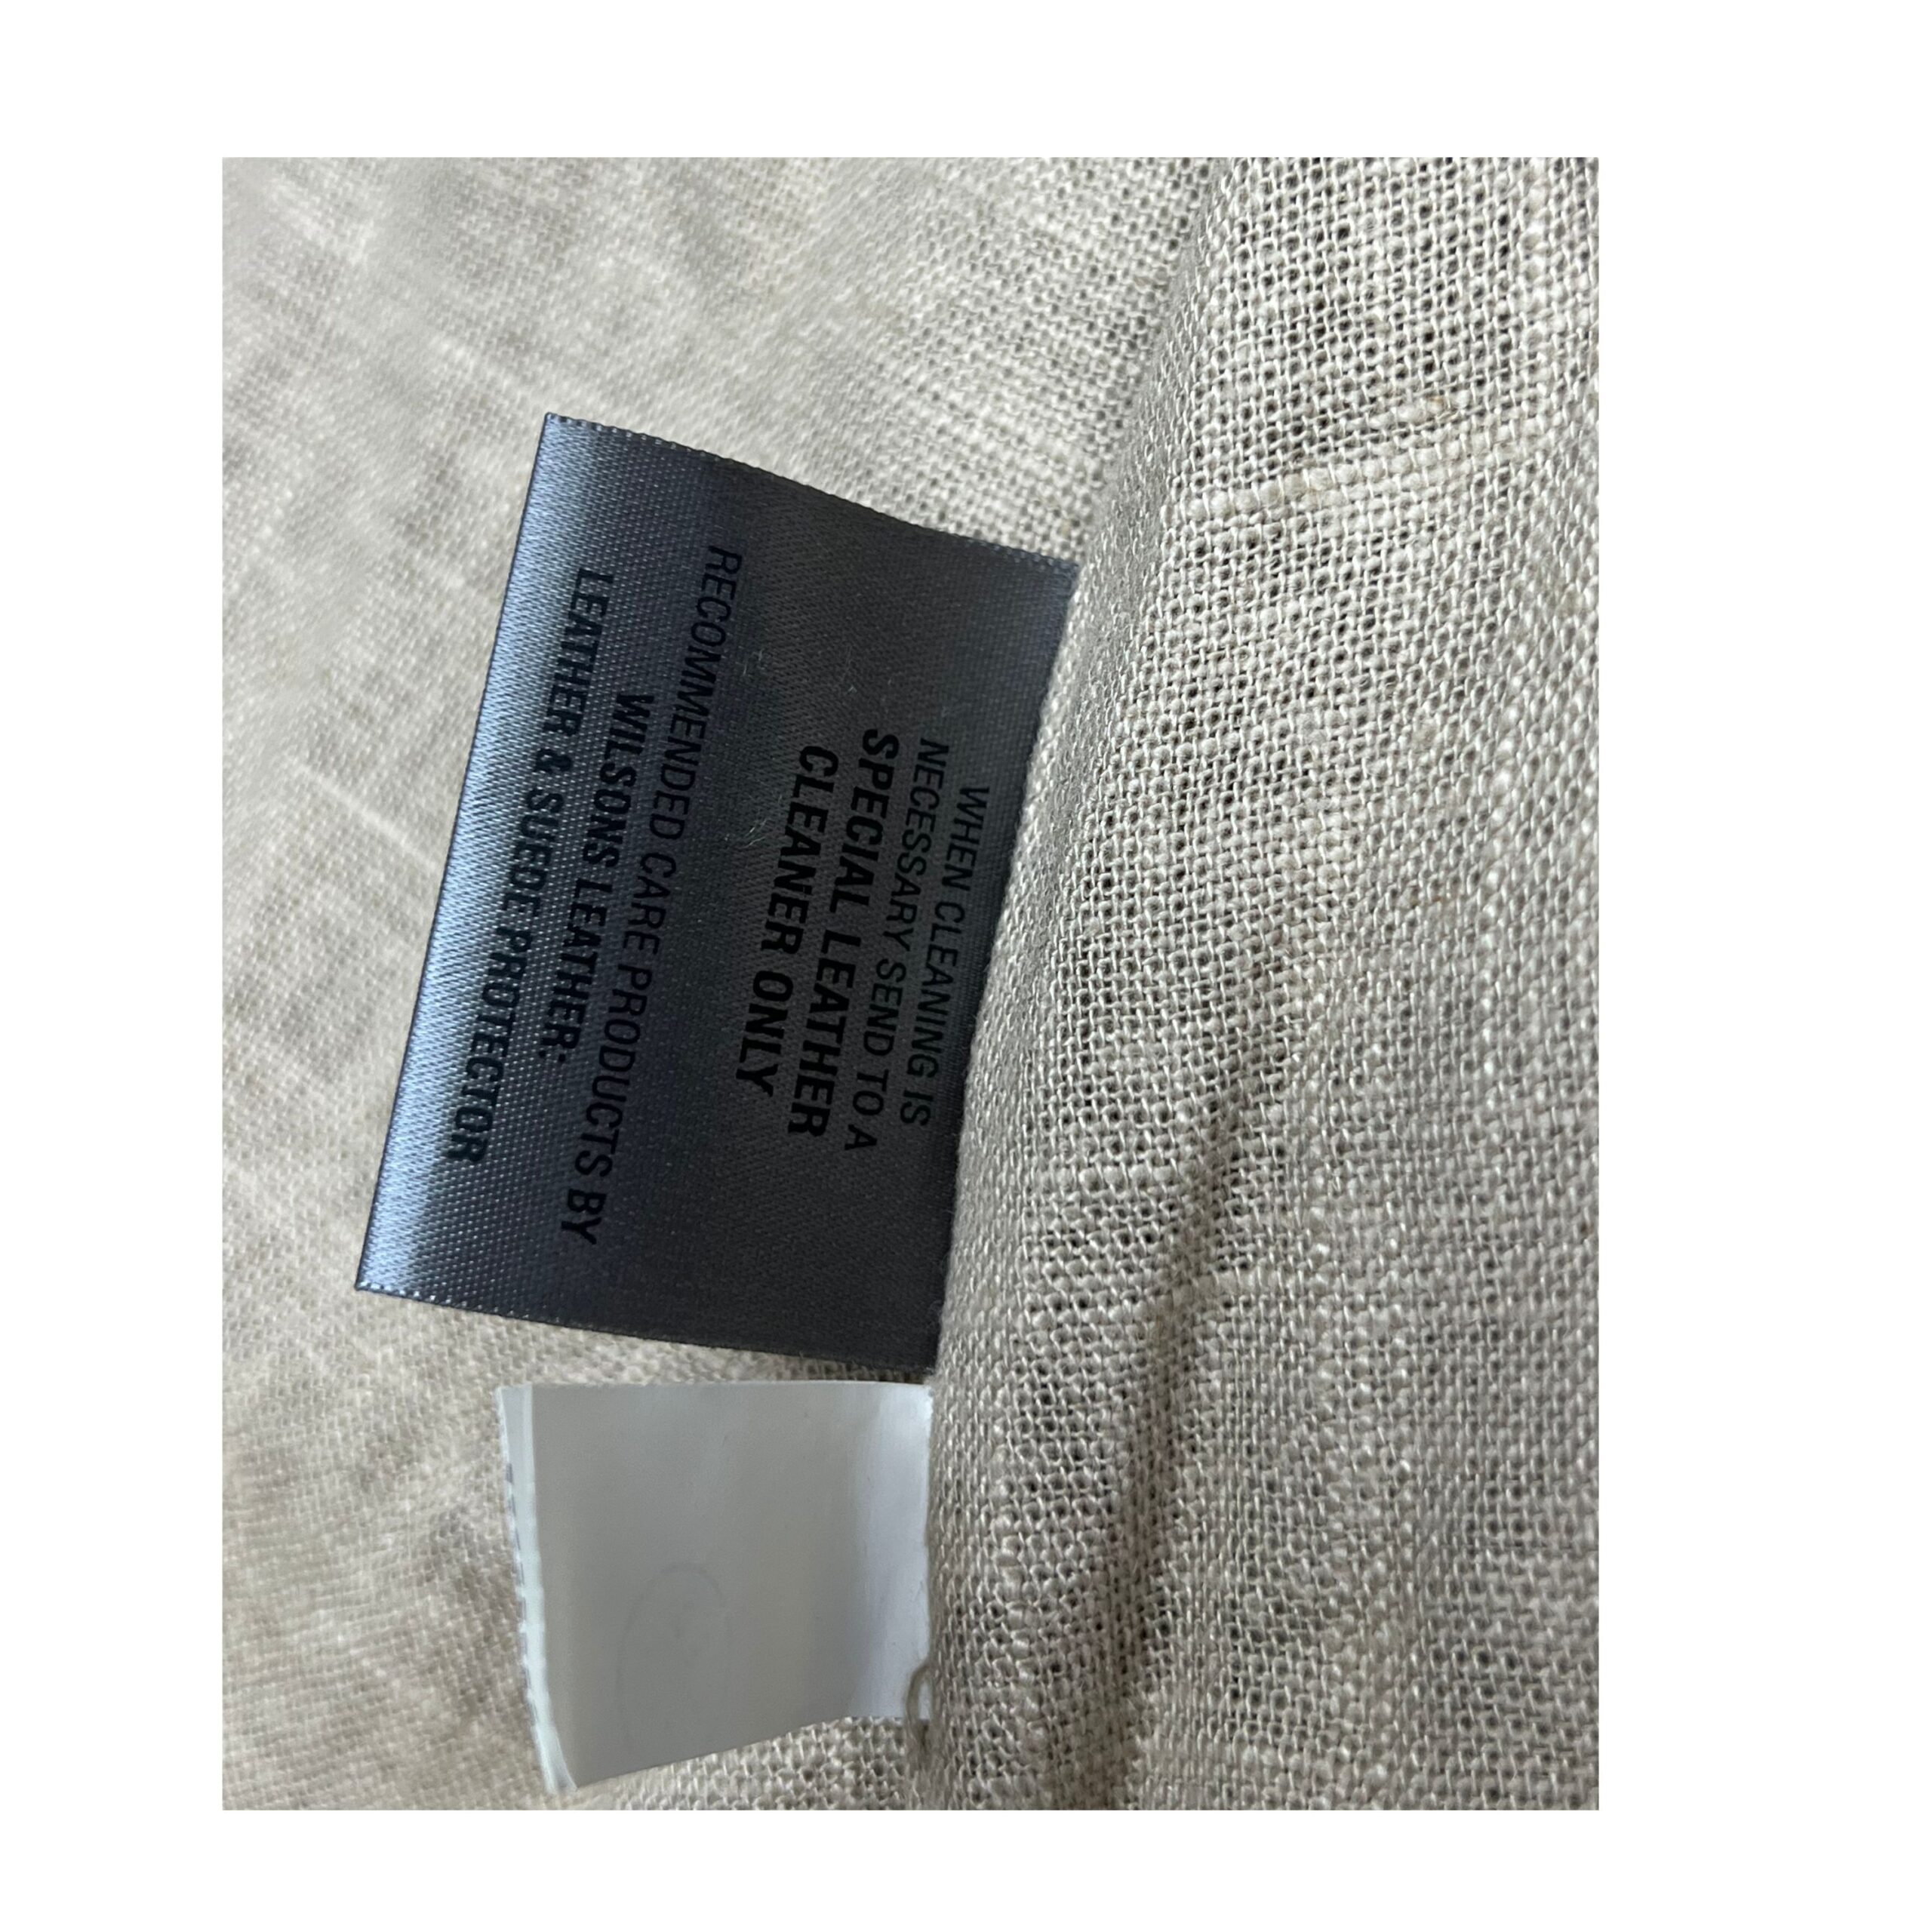 WHEN CLEANING IS
NECESSARY SEND TO A
SPECIAL LEATHER
CLEANER ONLY
RECOMMENDED CARE PRODUCTS BY
WILSONS LEATHER:
LEATHER & SUEDE PROTECTOR